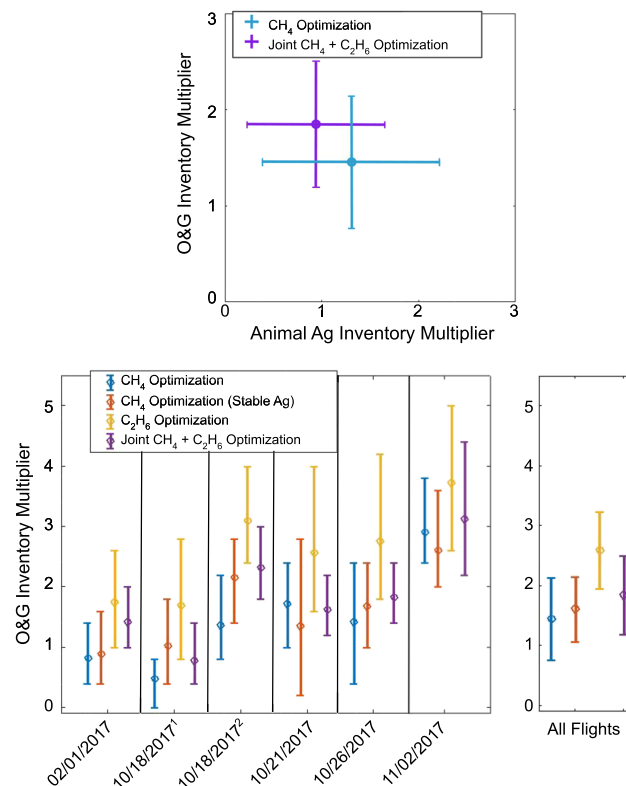 3
CH₄ Optimization
Joint CH₄ + C₂H₆ Optimization
2
1
0
O&G Inventory Multiplier
0 1 2 3
Animal Ag Inventory Multiplier
CH₄ Optimization
CH₄ Optimization (Stable Ag)
C₂H₆ Optimization
Joint CH₄ + C₂H₆ Optimization
5
4
3
2
1
0
O&G Inventory Multiplier
02/01/2017
10/18/2017¹
10/18/2017²
10/21/2017
10/26/2017
11/02/2017
5
4
3
2
1
0
All Flights